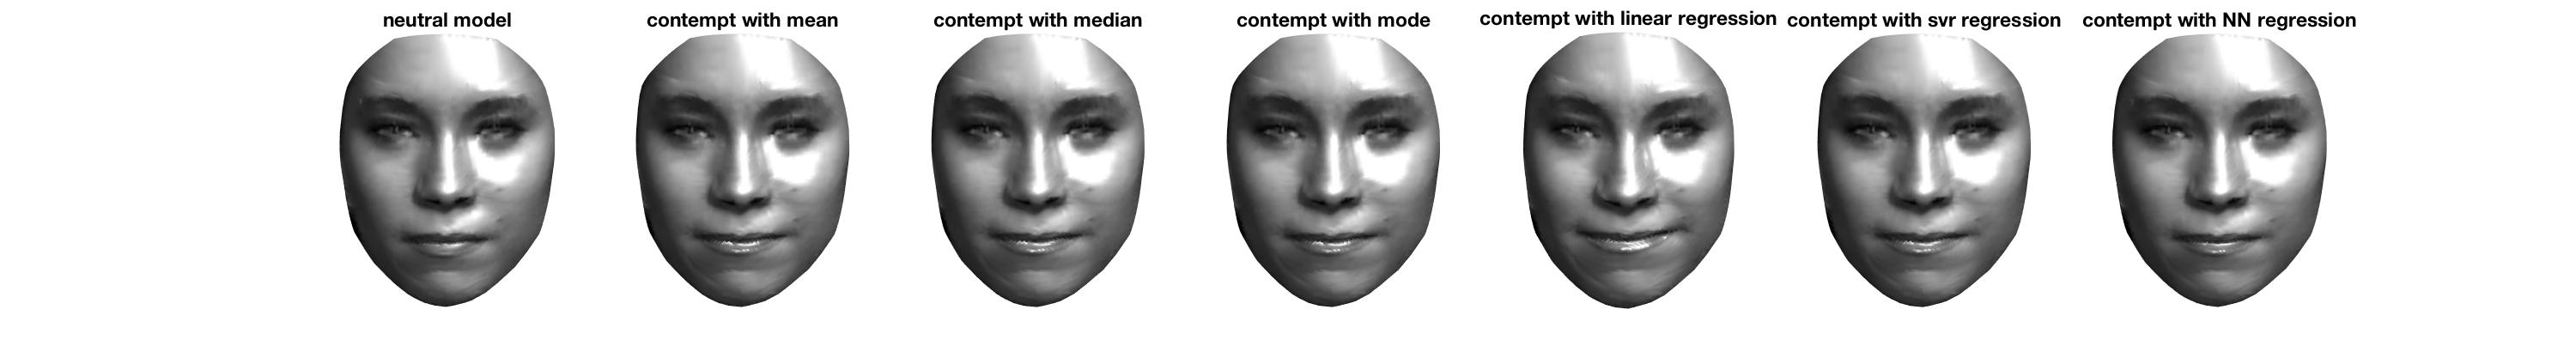 neutral model
contempt with mean
contempt with median
contempt with mode
contempt with linear regression
contempt with svr regression
contempt with NN regression